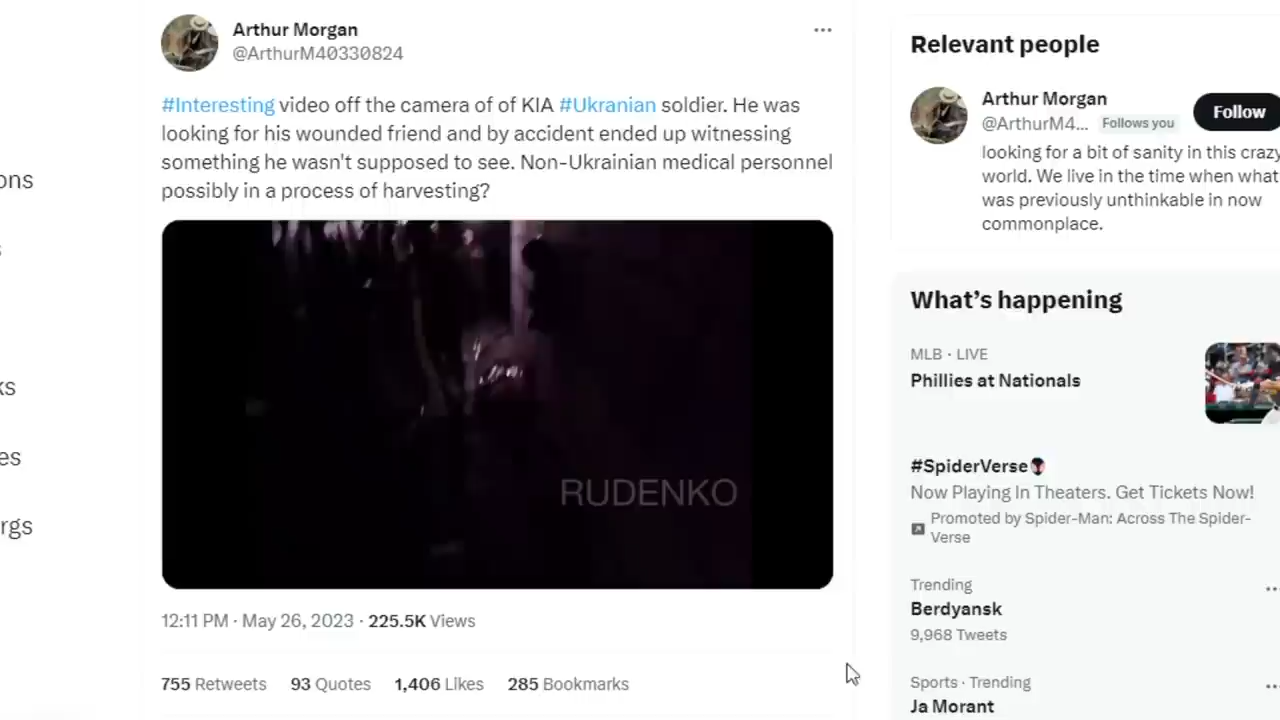 Arthur Morgan
@ArthurM40330824
#Interesting video off the camera of of KIA #Ukranian soldier. He was
looking for his wounded friend and by accident ended up witnessing
something he wasn't supposed to see. Non-Ukrainian medical personnel
possibly in a process of harvesting?
RUDENKO
12:11 PM · May 26, 2023 · 225.5K Views
755 Retweets 93 Quotes 1,406 Likes 285 Bookmarks
ons
s
ks
es
rgs
Relevant people
Arthur Morgan
@ArthurM4... Follows you
Follow
looking for a bit of sanity in this crazy
world. We live in the time when what
was previously unthinkable in now
commonplace.
What's happening
MLB · LIVE
Phillies at Nationals
#SpiderVerse
Now Playing In Theaters. Get Tickets Now!
Promoted by Spider-Man: Across The Spider-
Verse
Trending
Berdyansk
9,968 Tweets
Sports · Trending
Ja Morant